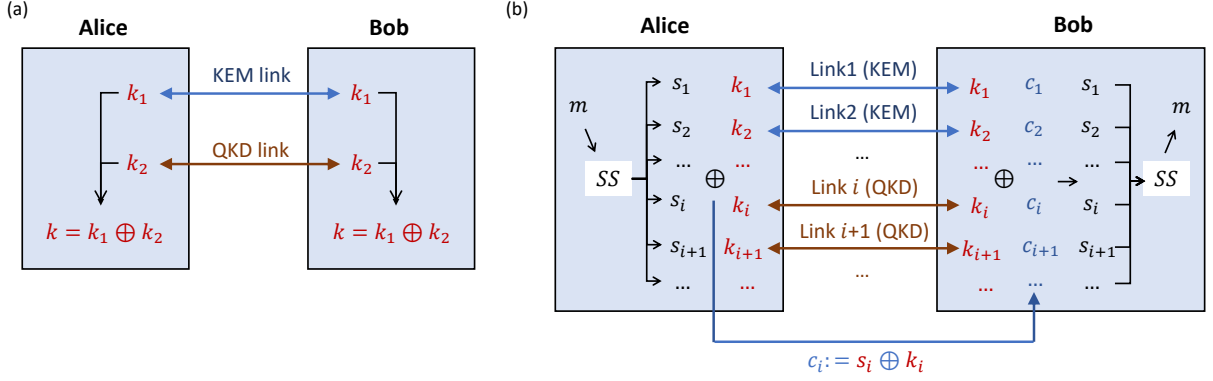 (a)
Alice
Bob
KEM link
k₁
k₁
QKD link
k₂
k₂
k = k₁ ⊕ k₂
k = k₁ ⊕ k₂
(b)
Alice
Bob
m
SS
s₁
s₂
...
sᵢ
sᵢ₊₁
...
⊕
k₁
k₂
...
kᵢ
kᵢ₊₁
...
Link1 (KEM)
Link2 (KEM)
...
Link i (QKD)
Link i+1 (QKD)
...
k₁
k₂
...
kᵢ
kᵢ₊₁
...
⊕
c₁
c₂
...
cᵢ
cᵢ₊₁
...
s₁
s₂
...
sᵢ
sᵢ₊₁
...
m
SS
cᵢ := sᵢ ⊕ kᵢ